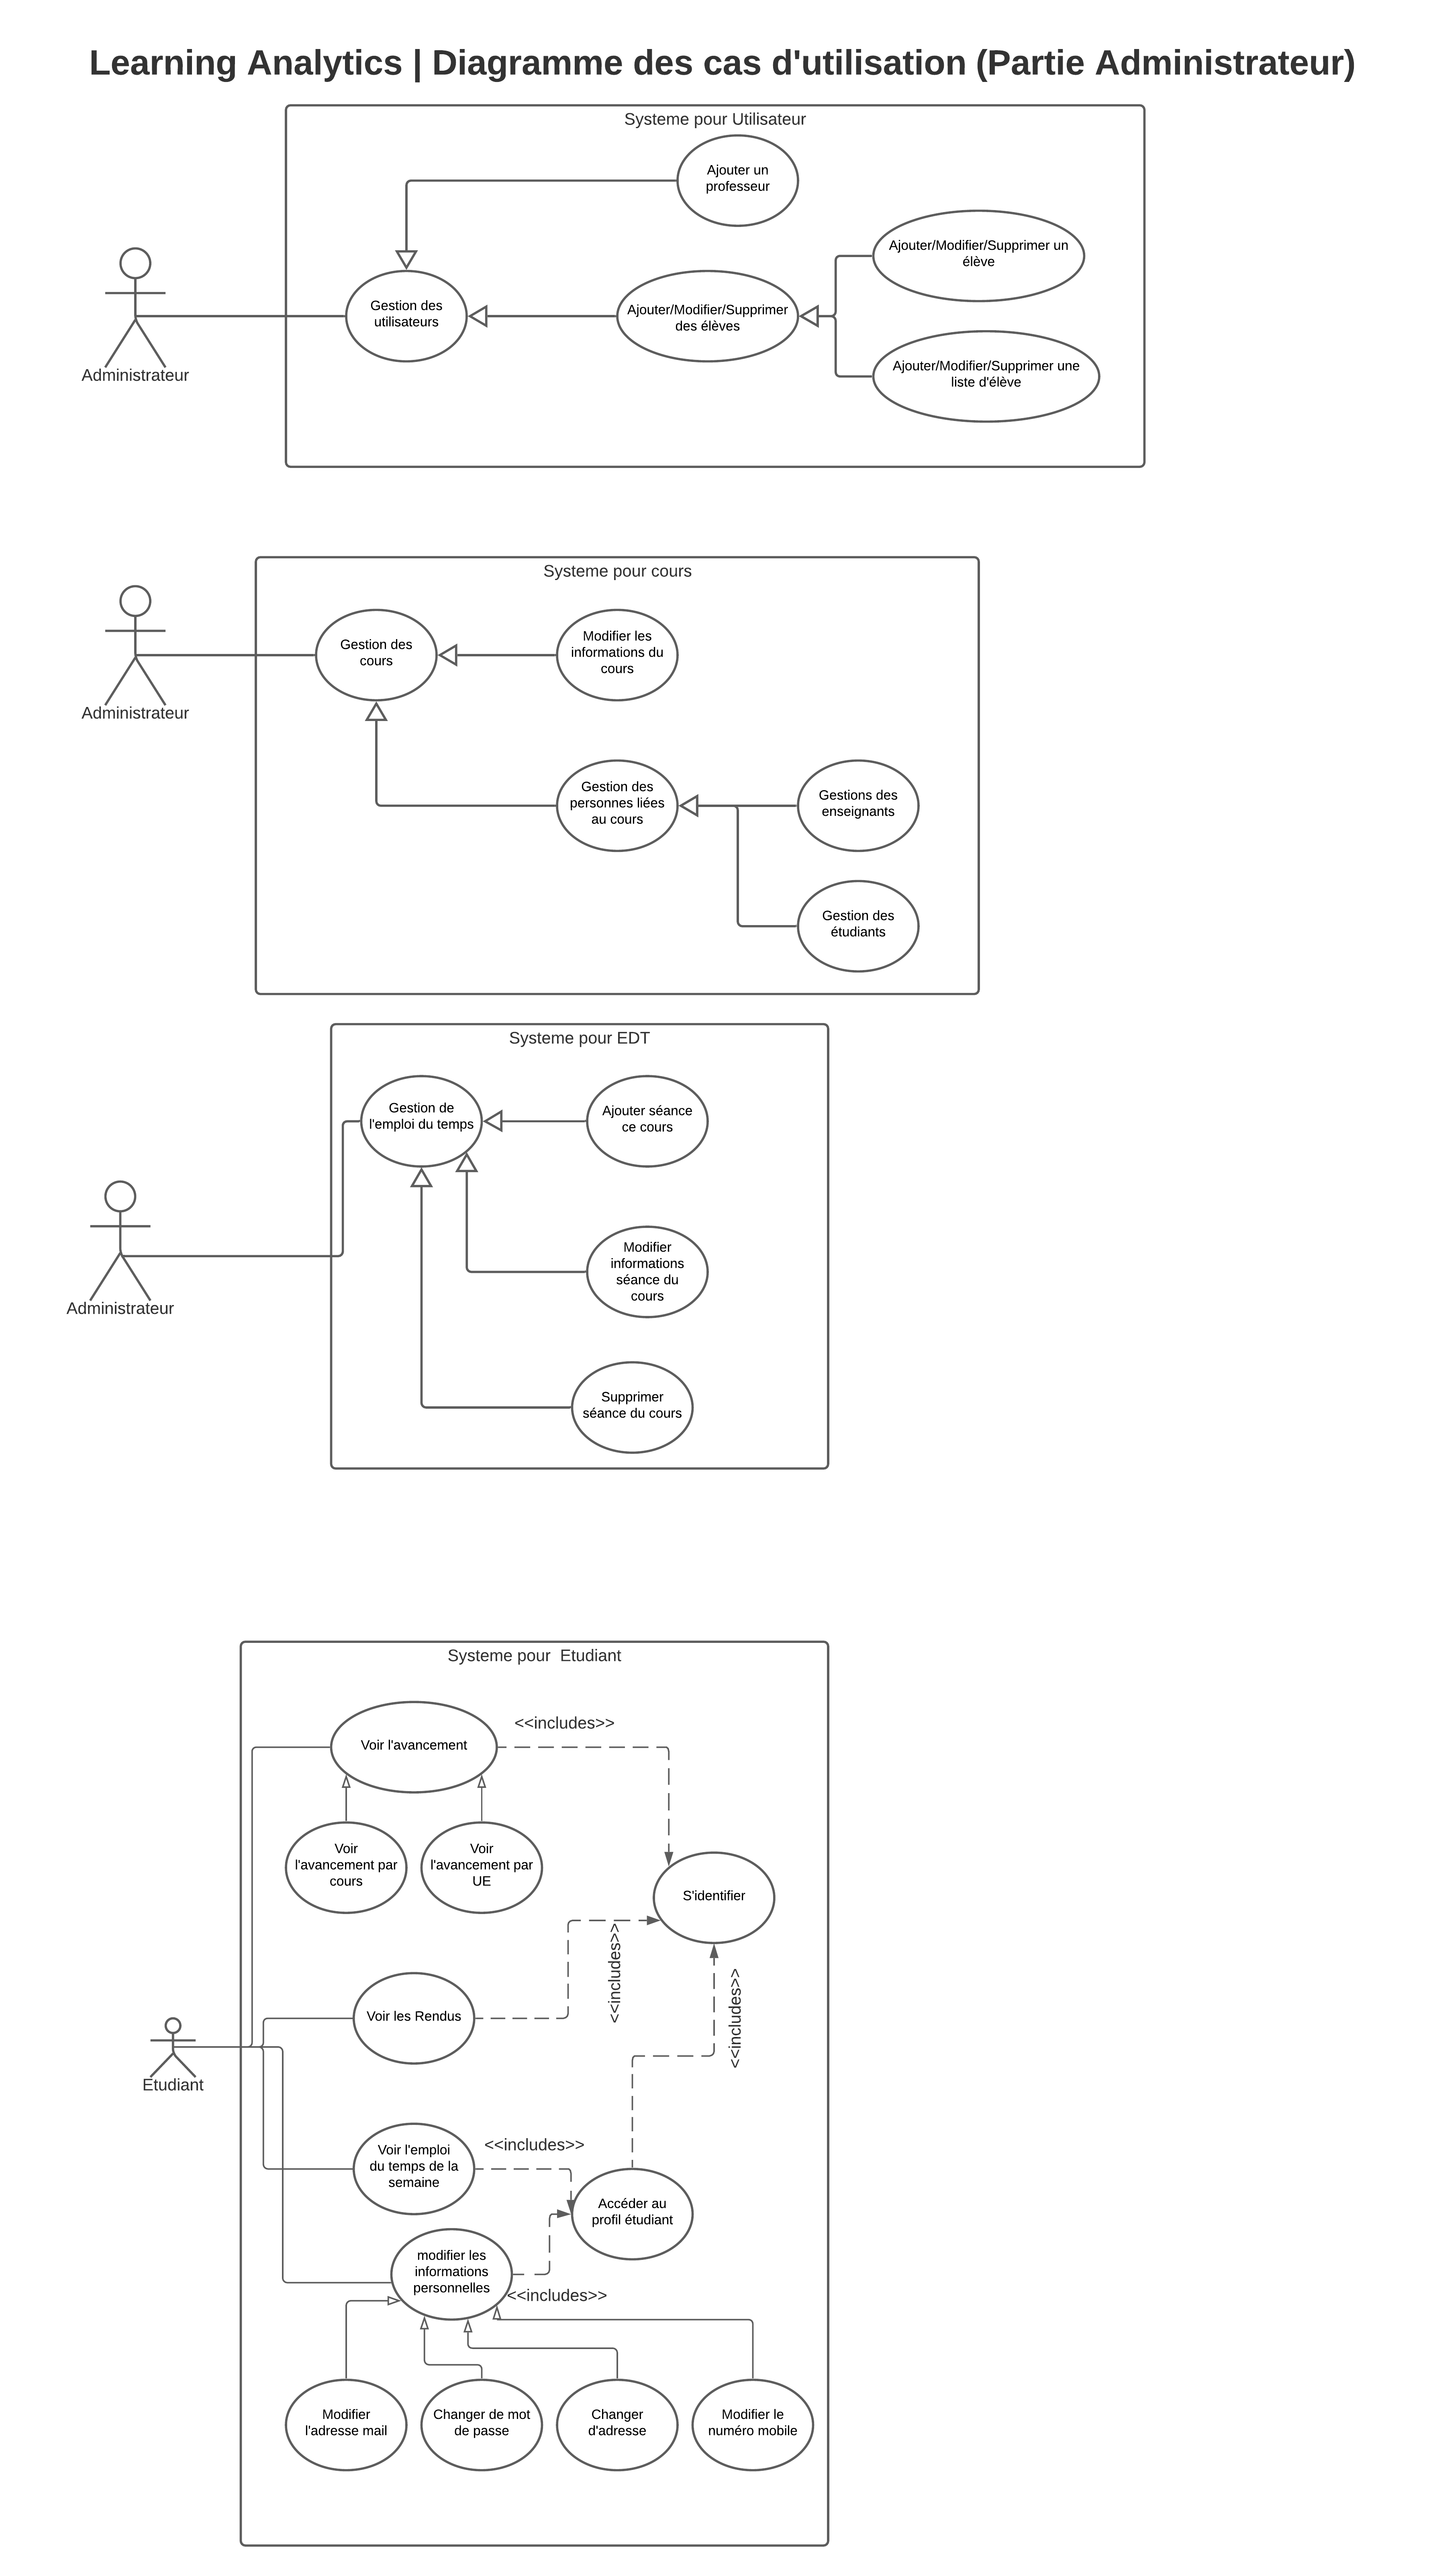 Learning Analytics | Diagramme des cas d'utilisation (Partie Administrateur)
Systeme pour Utilisateur
Ajouter un
professeur
Ajouter/Modifier/Supprimer un
élève
Gestion des
utilisateurs
Ajouter/Modifier/Supprimer
des élèves
Ajouter/Modifier/Supprimer une
liste d'élève
Administrateur
Systeme pour cours
Gestion des
cours
Modifier les
informations du
cours
Administrateur
Gestion des
personnes liées
au cours
Gestions des
enseignants
Gestion des
étudiants
Systeme pour EDT
Gestion de
l'emploi du temps
Ajouter séance
ce cours
Modifier
informations
séance du
cours
Administrateur
Supprimer
séance du cours
Systeme pour  Etudiant
<<includes>>
Voir l'avancement
Voir
l'avancement par
cours
Voir
l'avancement par
UE
S'identifier
<<includes>>
<<includes>>
Voir les Rendus
Etudiant
<<includes>>
Voir l'emploi
du temps de la
semaine
Accéder au
profil étudiant
modifier les
informations
personnelles
<<includes>>
Modifier
l'adresse mail
Changer de mot
de passe
Changer
d'adresse
Modifier le
numéro mobile